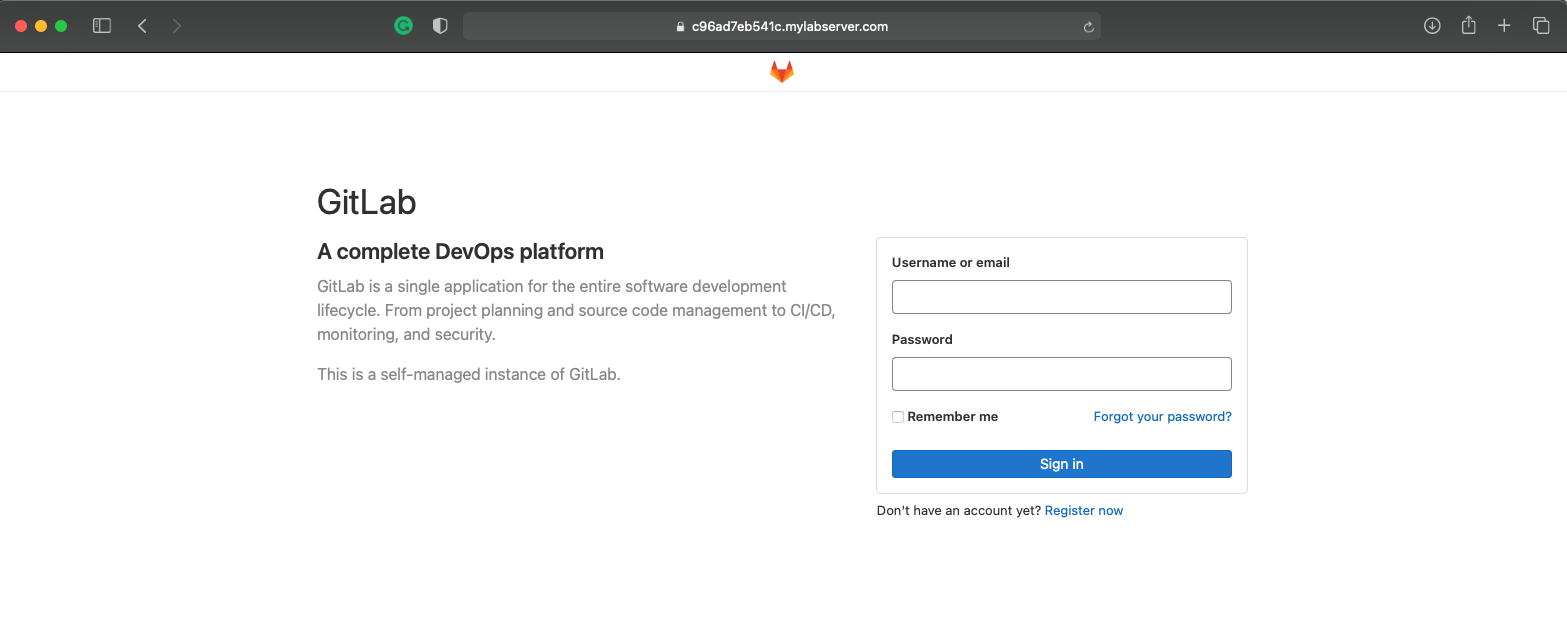 c96ad7eb541c.mylabserver.com
GitLab
A complete DevOps platform
GitLab is a single application for the entire software development
lifecycle. From project planning and source code management to CI/CD,
monitoring, and security.
This is a self-managed instance of GitLab.
Username or email
Password
Remember me
Forgot your password?
Sign in
Don't have an account yet? Register now